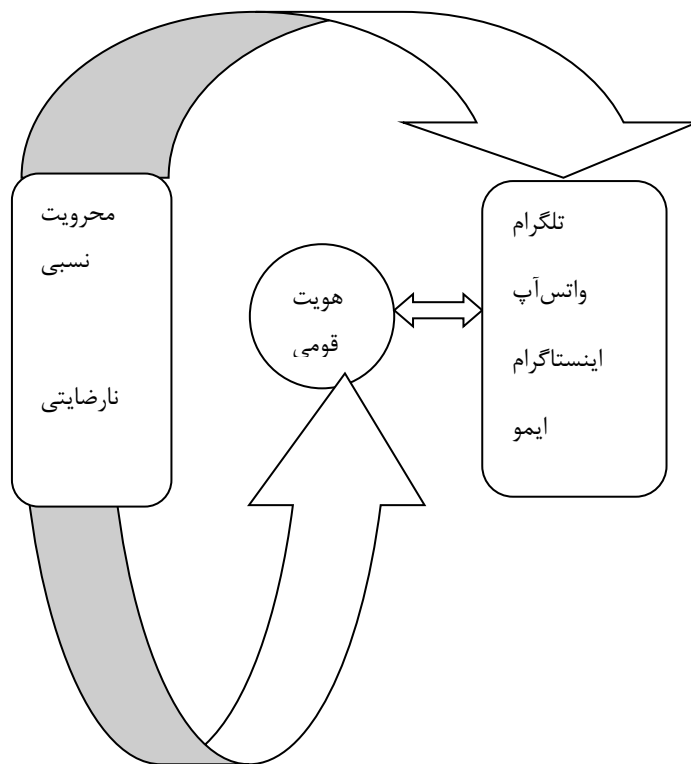 محرویت
نسبی
نارضایتی
هویت
قومی
تلگرام
واتس‌آپ
اینستاگرام
ایمو